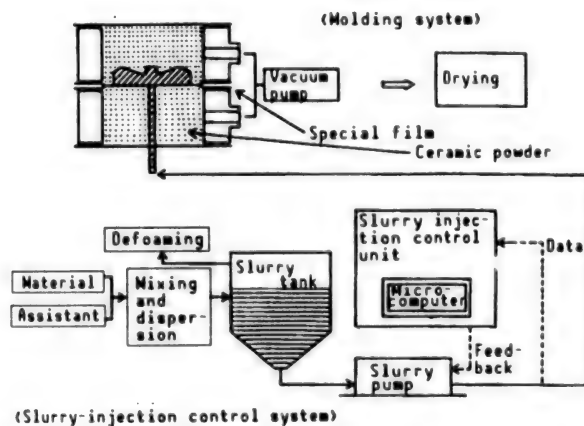 (Molding system)
Vacuum
pump
Drying
Special film
Ceramic powder
Defoaming
Slurry
tank
Material
Assistant
Mixing
and
disper-
sion
Slurry injec-
tion control
unit
Micro-
computer
Data
Feed-
back
Slurry
pump
(Slurry-injection control system)